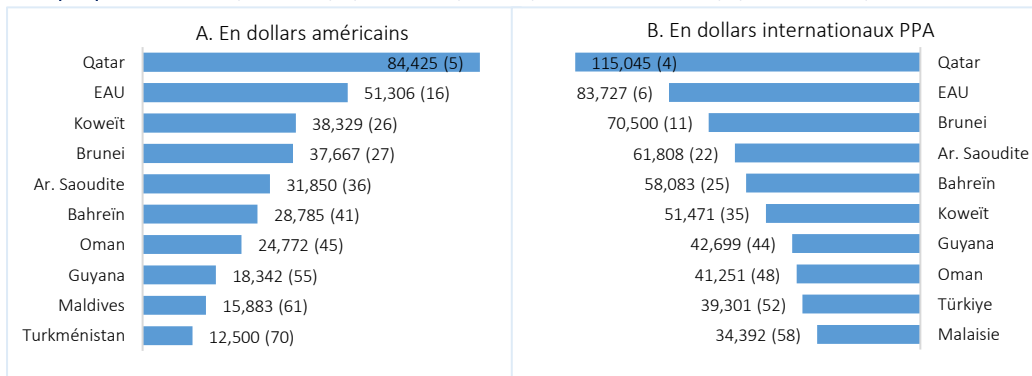 A. En dollars américains
Qatar 84,425 (5)
EAU 51,306 (16)
Koweït 38,329 (26)
Brunei 37,667 (27)
Ar. Saoudite 31,850 (36)
Bahreïn 28,785 (41)
Oman 24,772 (45)
Guyana 18,342 (55)
Maldives 15,883 (61)
Turkménistan 12,500 (70)
B. En dollars internationaux PPA
115,045 (4) Qatar
83,727 (6) EAU
70,500 (11) Brunei
61,808 (22) Ar. Saoudite
58,083 (25) Bahreïn
51,471 (35) Koweït
42,699 (44) Guyana
41,251 (48) Oman
39,301 (52) Türkiye
34,392 (58) Malaisie